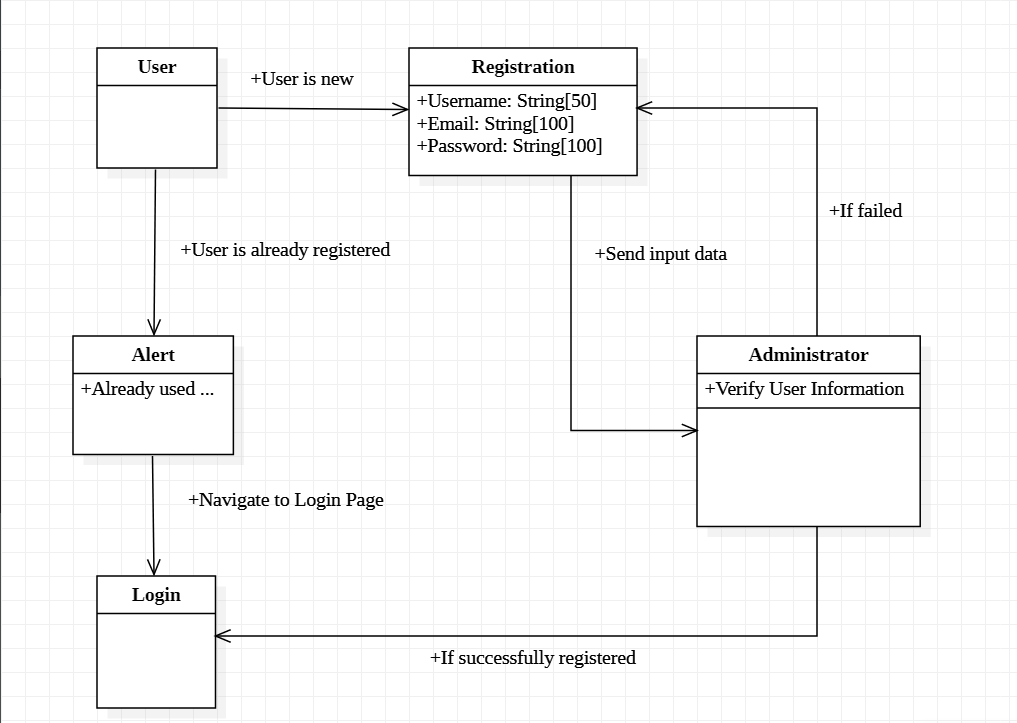 User
+User is new
Registration
+Username: String[50]
+Email: String[100]
+Password: String[100]
+If failed
+User is already registered
+Send input data
Alert
+Already used ...
Administrator
+Verify User Information
+Navigate to Login Page
Login
+If successfully registered